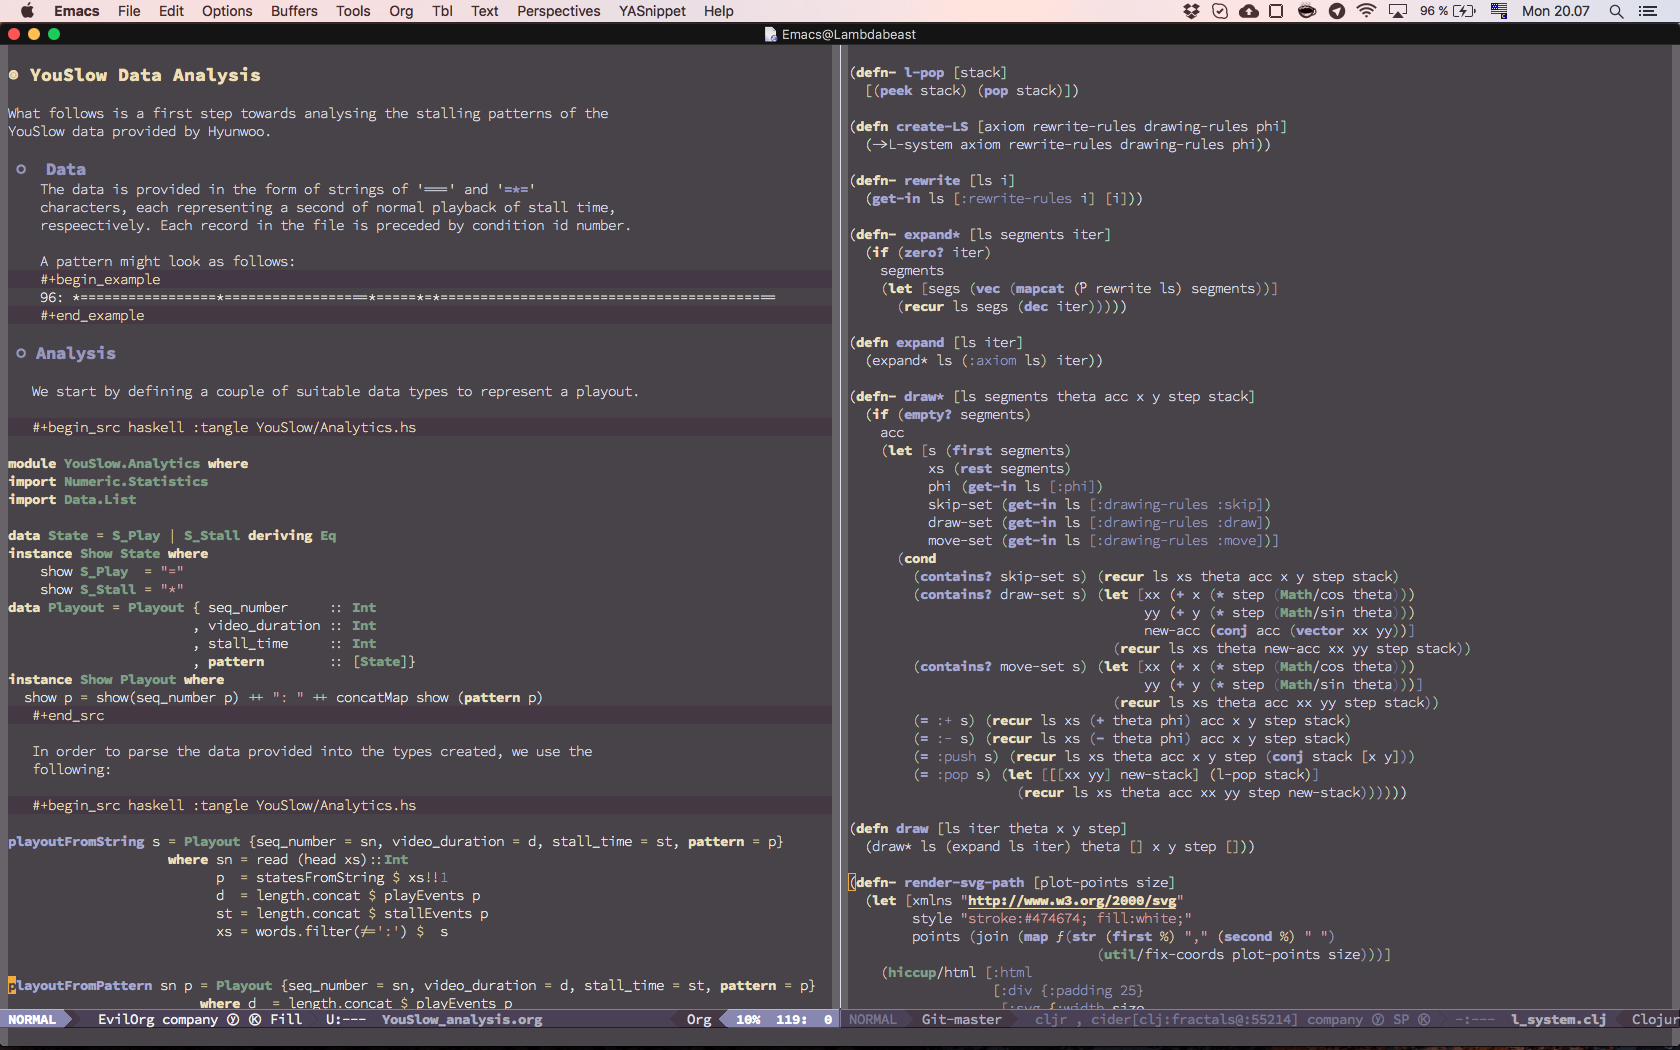 Emacs File Edit Options Buffers Tools Org Tbl Text Perspectives YASnippet Help 96 % Mon 20.07
Emacs@Lambdabeast
YouSlow Data Analysis
What follows is a first step towards analysing the stalling patterns of the
YouSlow data provided by Hyunwoo.
Data
The data is provided in the form of strings of '===' and '=*='
characters, each representing a second of normal playback of stall time,
respeectively. Each record in the file is preceded by condition id number.
A pattern might look as follows:
#+begin_example
96: *=================*==================*=====*=*==========================================
#+end_example
Analysis
We start by defining a couple of suitable data types to represent a playout.
#+begin_src haskell :tangle YouSlow/Analytics.hs
module YouSlow.Analytics where
import Numeric.Statistics
import Data.List
data State = S_Play | S_Stall deriving Eq
instance Show State where
show S_Play = "="
show S_Stall = "*"
data Playout = Playout { seq_number :: Int
, video_duration :: Int
, stall_time :: Int
, pattern :: [State]}
instance Show Playout where
show p = show(seq_number p) ++ ": " ++ concatMap show (pattern p)
#+end_src
In order to parse the data provided into the types created, we use the
following:
#+begin_src haskell :tangle YouSlow/Analytics.hs
playoutFromString s = Playout {seq_number = sn, video_duration = d, stall_time = st, pattern = p}
where sn = read (head xs)::Int
p = statesFromString $ xs!!1
d = length.concat $ playEvents p
st = length.concat $ stallEvents p
xs = words.filter(/=':') $ s
playoutFromPattern sn p = Playout {seq_number = sn, video_duration = d, stall_time = st, pattern = p}
where d = length.concat $ playEvents p
NORMAL EvilOrg company Ⓨ Ⓚ Fill U:--- YouSlow_analysis.org Org 10% 119: 0
(defn- l-pop [stack]
[(peek stack) (pop stack)])
(defn create-LS [axiom rewrite-rules drawing-rules phi]
(->L-system axiom rewrite-rules drawing-rules phi))
(defn- rewrite [ls i]
(get-in ls [:rewrite-rules i] [i]))
(defn- expand* [ls segments iter]
(if (zero? iter)
segments
(let [segs (vec (mapcat (Ƥ rewrite ls) segments))]
(recur ls segs (dec iter)))))
(defn expand [ls iter]
(expand* ls (:axiom ls) iter))
(defn- draw* [ls segments theta acc x y step stack]
(if (empty? segments)
acc
(let [s (first segments)
xs (rest segments)
phi (get-in ls [:phi])
skip-set (get-in ls [:drawing-rules :skip])
draw-set (get-in ls [:drawing-rules :draw])
move-set (get-in ls [:drawing-rules :move])]
(cond
(contains? skip-set s) (recur ls xs theta acc x y step stack)
(contains? draw-set s) (let [xx (+ x (* step (Math/cos theta)))
yy (+ y (* step (Math/sin theta)))
new-acc (conj acc (vector xx yy))]
(recur ls xs theta new-acc xx yy step stack))
(contains? move-set s) (let [xx (+ x (* step (Math/cos theta)))
yy (+ y (* step (Math/sin theta)))]
(recur ls xs theta acc xx yy step stack))
(= :+ s) (recur ls xs (+ theta phi) acc x y step stack)
(= :- s) (recur ls xs (- theta phi) acc x y step stack)
(= :push s) (recur ls xs theta acc x y step (conj stack [x y]))
(= :pop s) (let [[[xx yy] new-stack] (l-pop stack)]
(recur ls xs theta acc xx yy step new-stack))))))
(defn draw [ls iter theta x y step]
(draw* ls (expand ls iter) theta [] x y step []))
(defn- render-svg-path [plot-points size]
(let [xmlns "http://www.w3.org/2000/svg"
style "stroke:#474674; fill:white;"
points (join (map ƒ(str (first %) "," (second %) " ")
(util/fix-coords plot-points size)))]
(hiccup/html [:html
[:div {:padding 25}
[:svg {:width size
NORMAL Git-master cljr , cider[clj:fractals@:55214] company Ⓨ SP Ⓚ -:--- l_system.clj Clojur